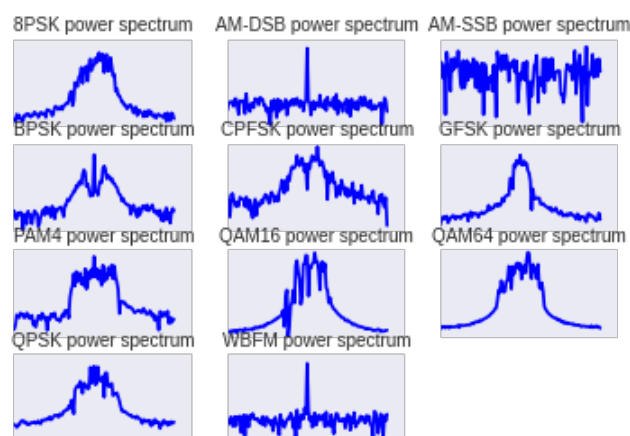 8PSK power spectrum
AM-DSB power spectrum
AM-SSB power spectrum
BPSK power spectrum
CPFSK power spectrum
GFSK power spectrum
PAM4 power spectrum
QAM16 power spectrum
QAM64 power spectrum
QPSK power spectrum
WBFM power spectrum